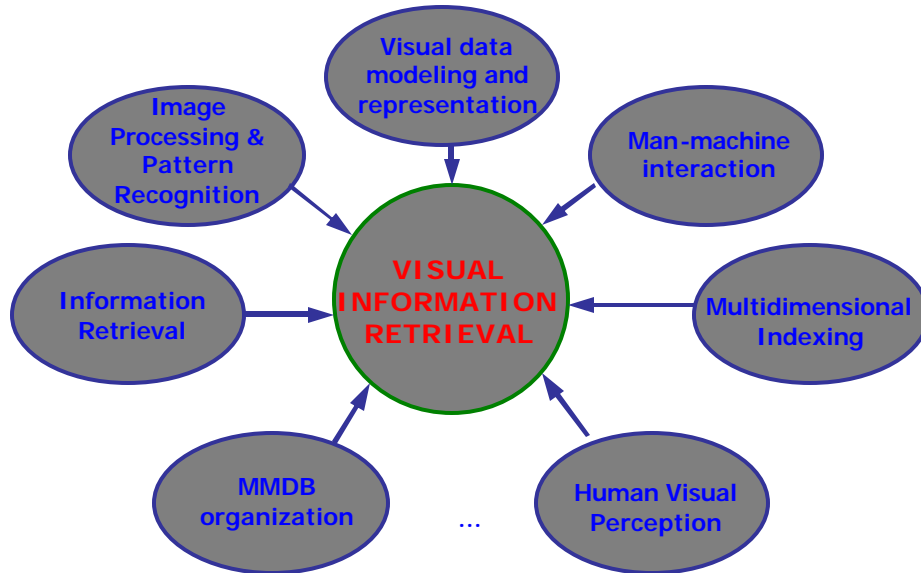 Visual data
modeling and
representation
Image
Processing &
Pattern
Recognition
Man-machine
interaction
VISUAL
INFORMATION
RETRIEVAL
Information
Retrieval
Multidimensional
Indexing
MMDB
organization
...
Human Visual
Perception